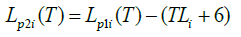 L_{p2i}(T) = L_{p1i}(T) − (TL_i + 6)